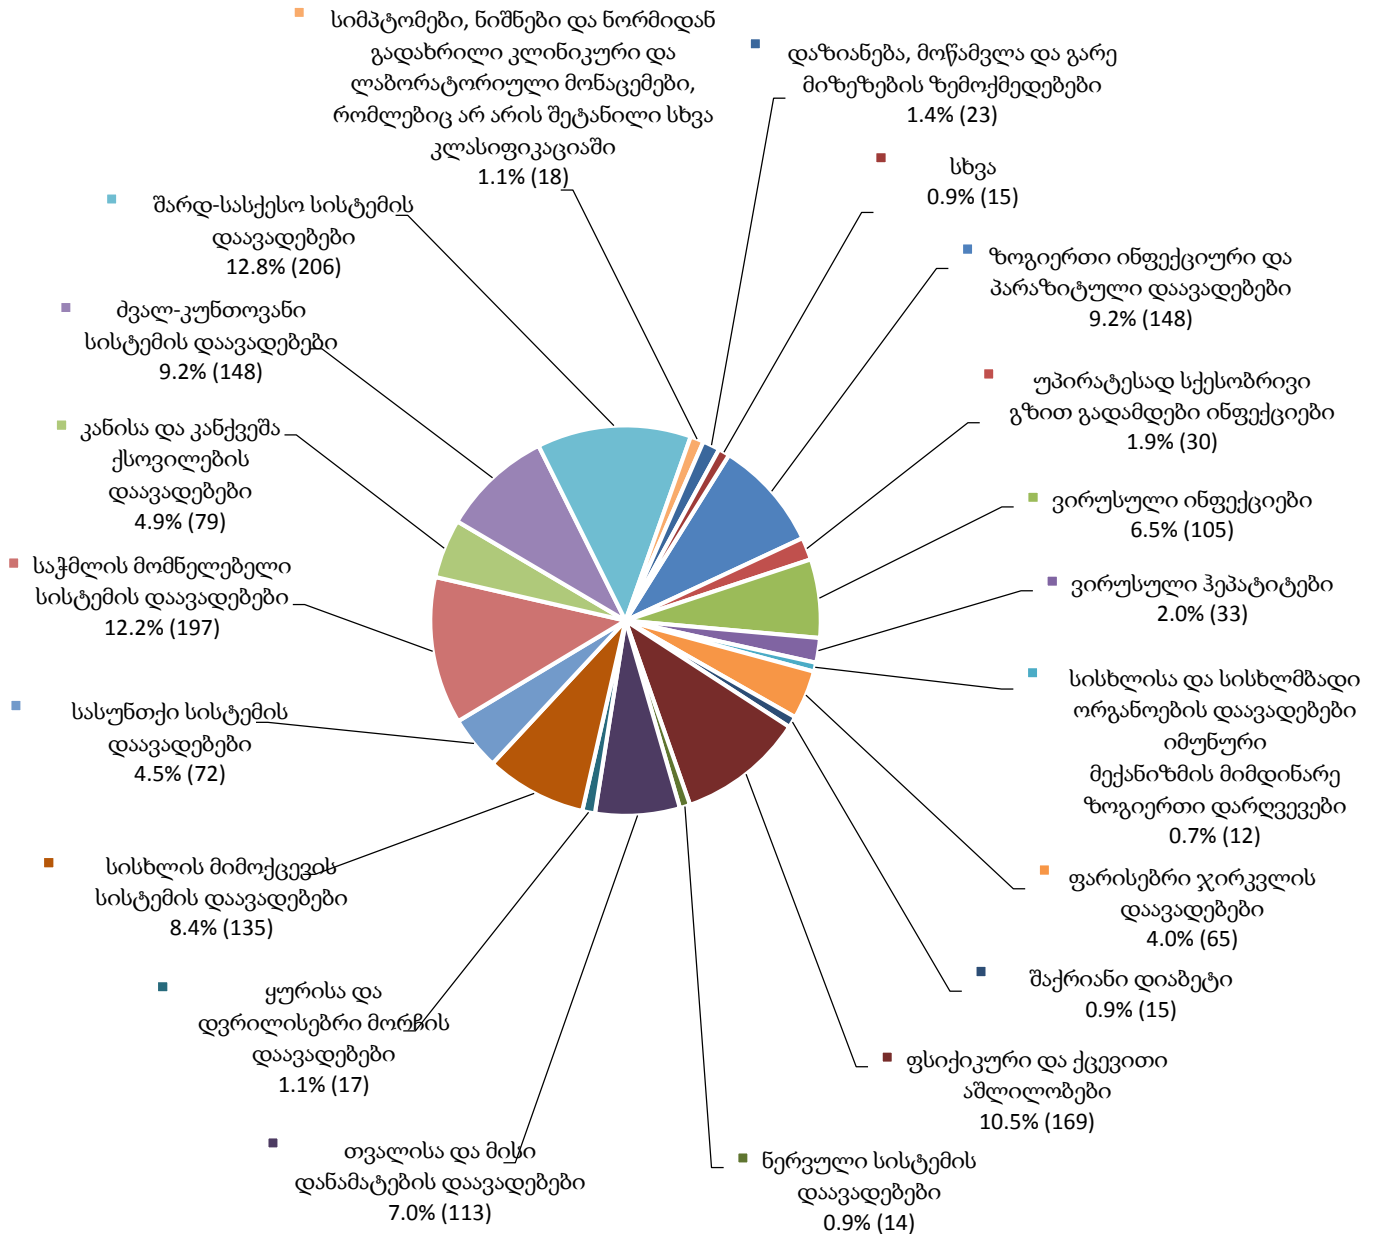 სიმპტომები, ნიშნები და ნორმიდან
გადახრილი კლინიკური და
ლაბორატორიული მონაცემები,
რომლებიც არ არის შეტანილი სხვა
კლასიფიკაციაში
1.1% (18)
დაზიანება, მოწამვლა და გარე
მიზეზების ზემოქმედებები
1.4% (23)
სხვა
0.9% (15)
ზოგიერთი ინფექციური და
პარაზიტული დაავადებები
9.2% (148)
უპირატესად სქესობრივი
გზით გადამდები ინფექციები
1.9% (30)
ვირუსული ინფექციები
6.5% (105)
ვირუსული ჰეპატიტები
2.0% (33)
სისხლისა და სისხლმბადი
ორგანოების დაავადებები
იმუნური
მექანიზმის მიმდინარე
ზოგიერთი დარღვევები
0.7% (12)
ფარისებრი ჯირკვლის
დაავადებები
4.0% (65)
შაქრიანი დიაბეტი
0.9% (15)
ფსიქიკური და ქცევითი
აშლილობები
10.5% (169)
ნერვული სისტემის
დაავადებები
0.9% (14)
თვალისა და მისი
დანამატების დაავადებები
7.0% (113)
ყურისა და
დვრილისებრი მორჩის
დაავადებები
1.1% (17)
სისხლის მიმოქცევის
სისტემის დაავადებები
8.4% (135)
სასუნთქი სისტემის
დაავადებები
4.5% (72)
საჭმლის მომნელებელი
სისტემის დაავადებები
12.2% (197)
კანისა და კანქვეშა
ქსოვილების
დაავადებები
4.9% (79)
ძვალ-კუნთოვანი
სისტემის დაავადებები
9.2% (148)
შარდ-სასქესო სისტემის
დაავადებები
12.8% (206)